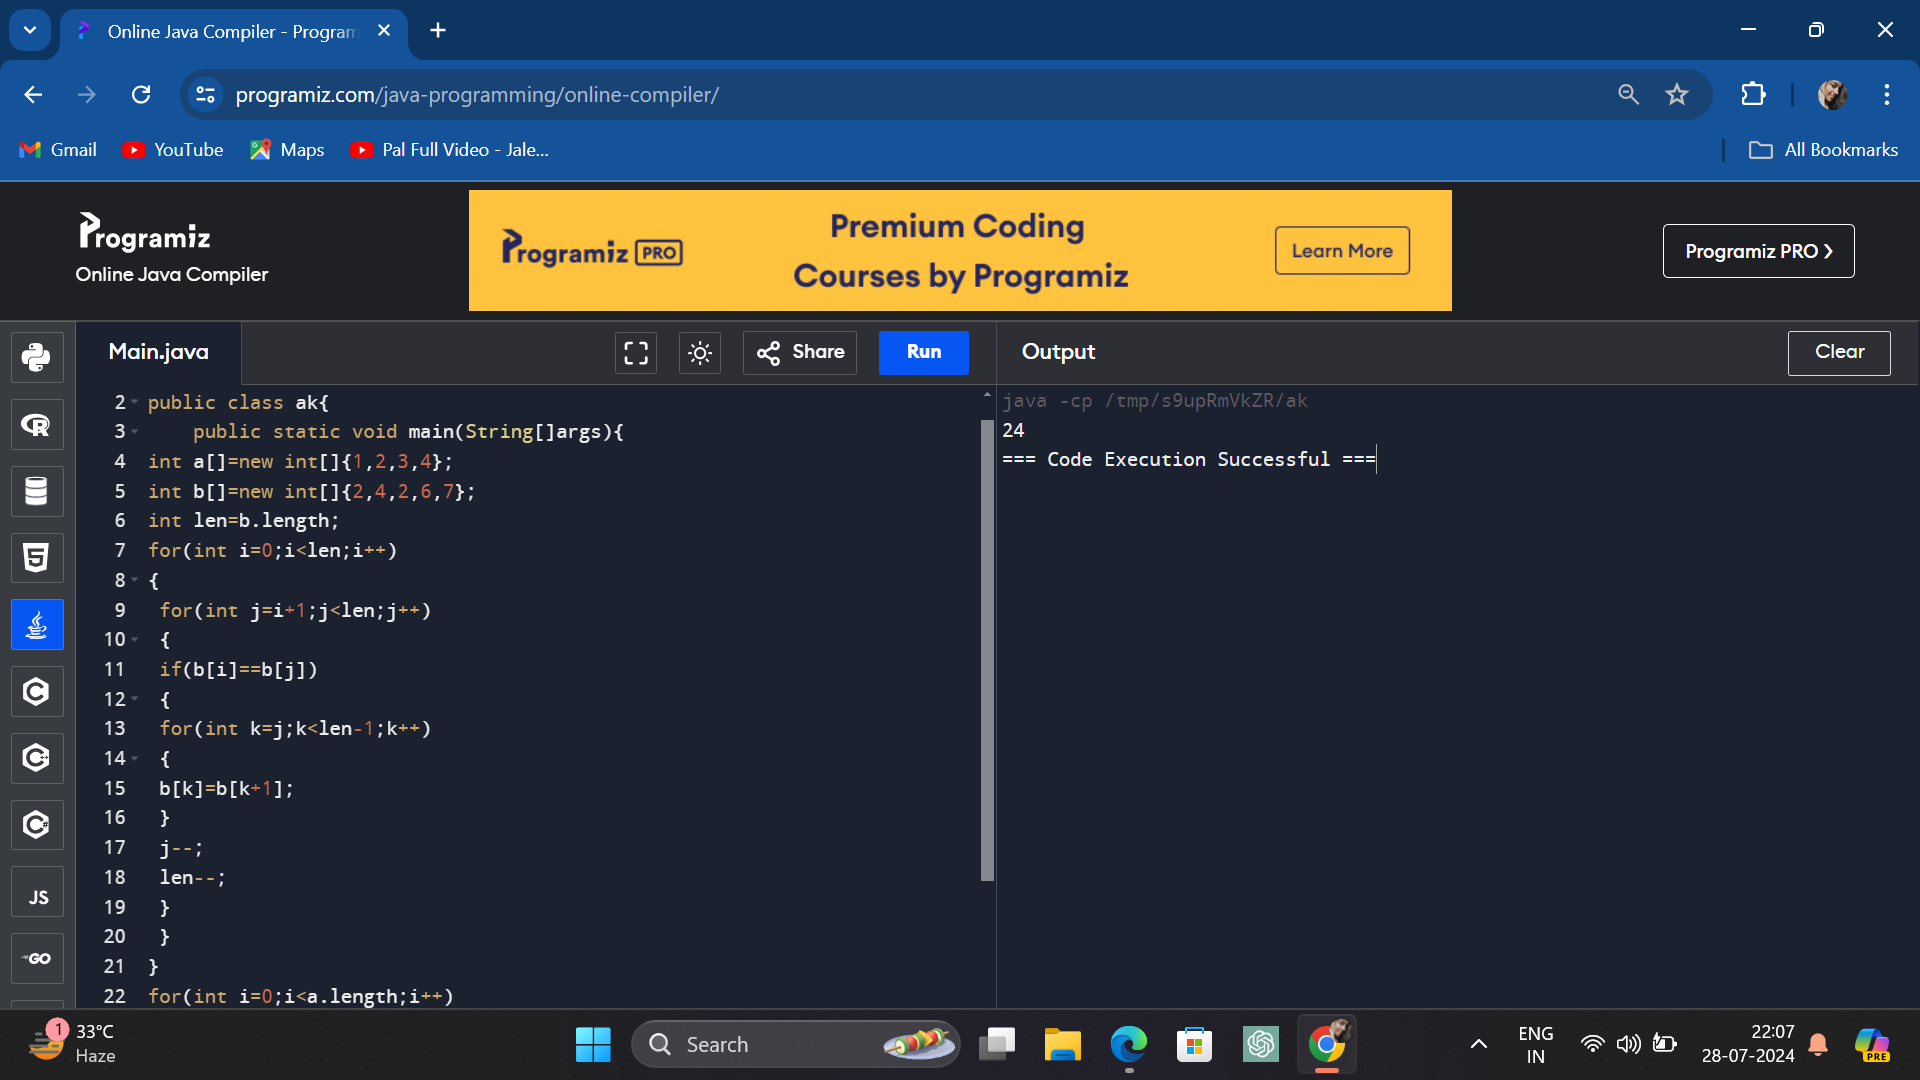 Online Java Compiler - Program
programiz.com/java-programming/online-compiler/
Gmail
YouTube
Maps
Pal Full Video - Jale...
All Bookmarks
Programiz
Online Java Compiler
Programiz PRO
Premium Coding
Courses by Programiz
Learn More
Programiz PRO ❯
Main.java
Share
Run
Output
Clear
2 public class ak{
3     public static void main(String[]args){
4 int a[]=new int[]{1,2,3,4};
5 int b[]=new int[]{2,4,2,6,7};
6 int len=b.length;
7 for(int i=0;i<len;i++)
8 {
9  for(int j=i+1;j<len;j++)
10  {
11  if(b[i]==b[j])
12  {
13  for(int k=j;k<len-1;k++)
14  {
15  b[k]=b[k+1];
16  }
17  j--;
18  len--;
19  }
20  }
21 }
22 for(int i=0;i<a.length;i++)
java -cp /tmp/s9upRmVkZR/ak
24
=== Code Execution Successful ===
R
5
C
C++
C#
JS
GO
1
33°C
Haze
Search
ENG
IN
22:07
28-07-2024
PRE